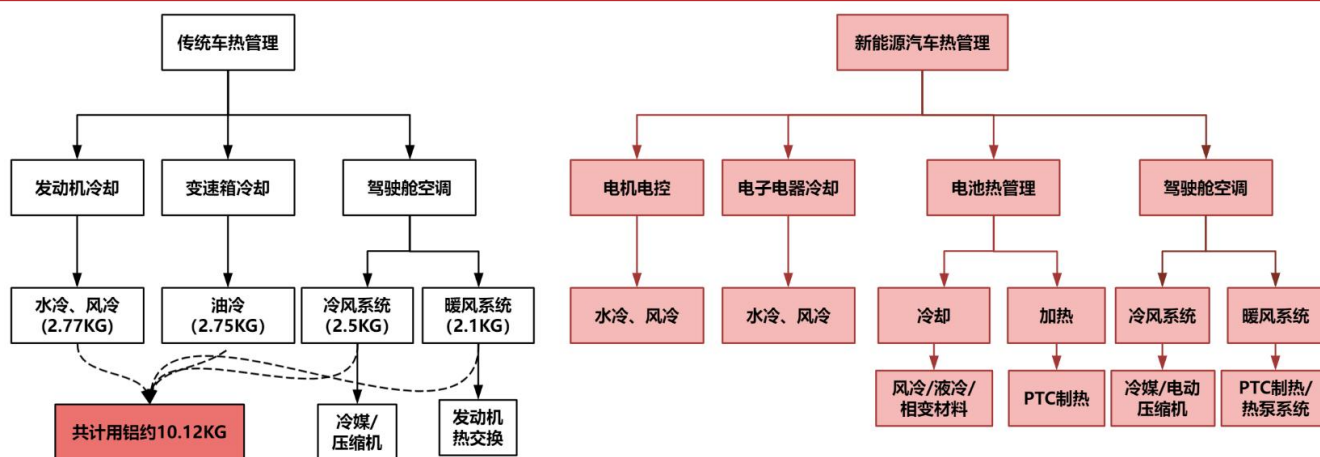 传统车热管理
发动机冷却
变速箱冷却
驾驶舱空调
水冷、风冷
(2.77KG)
油冷
(2.75KG)
冷风系统
(2.5KG)
暖风系统
(2.1KG)
共计用铝约10.12KG
冷媒/
压缩机
发动机
热交换
新能源汽车热管理
电机电控
电子电器冷却
电池热管理
驾驶舱空调
水冷、风冷
水冷、风冷
冷却
加热
冷风系统
暖风系统
风冷/液冷/
相变材料
PTC制热
冷媒/电动
压缩机
PTC制热/
热泵系统